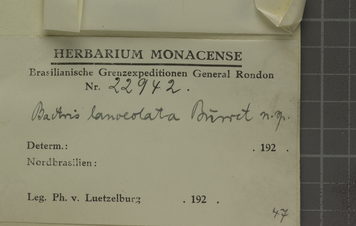 HERBARIUM MONACENSE
Brasilianische Grenzexpeditionen General Rondon
Nr. 22942.
Bactris lanceolata Burret n. sp.
Determ.: . 192 .
Nordbrasilien:
Leg. Ph. v. Luetzelburg . 192 .
47